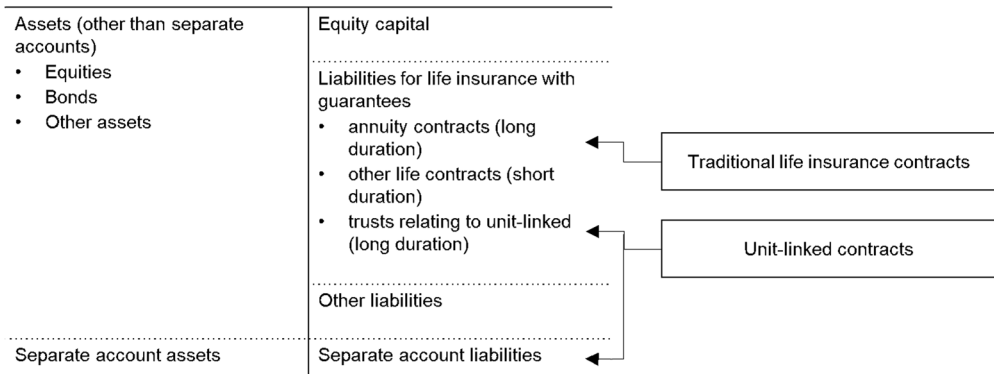 Assets (other than separate
accounts)
• Equities
• Bonds
• Other assets
Equity capital
Liabilities for life insurance with
guarantees
• annuity contracts (long
duration)
• other life contracts (short
duration)
• trusts relating to unit-linked
(long duration)
Other liabilities
Separate account assets
Separate account liabilities
Traditional life insurance contracts
Unit-linked contracts